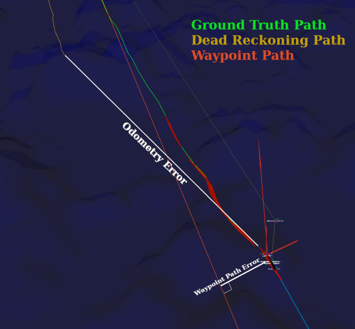 Ground Truth Path
Dead Reckoning Path
Waypoint Path
Odometry Error
Waypoint Path Error